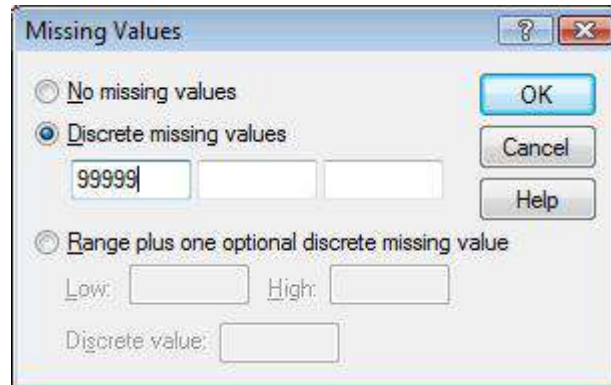 Missing Values
No missing values
OK
Discrete missing values
Cancel
99999
Help
Range plus one optional discrete missing value
Low: High:
Discrete value: